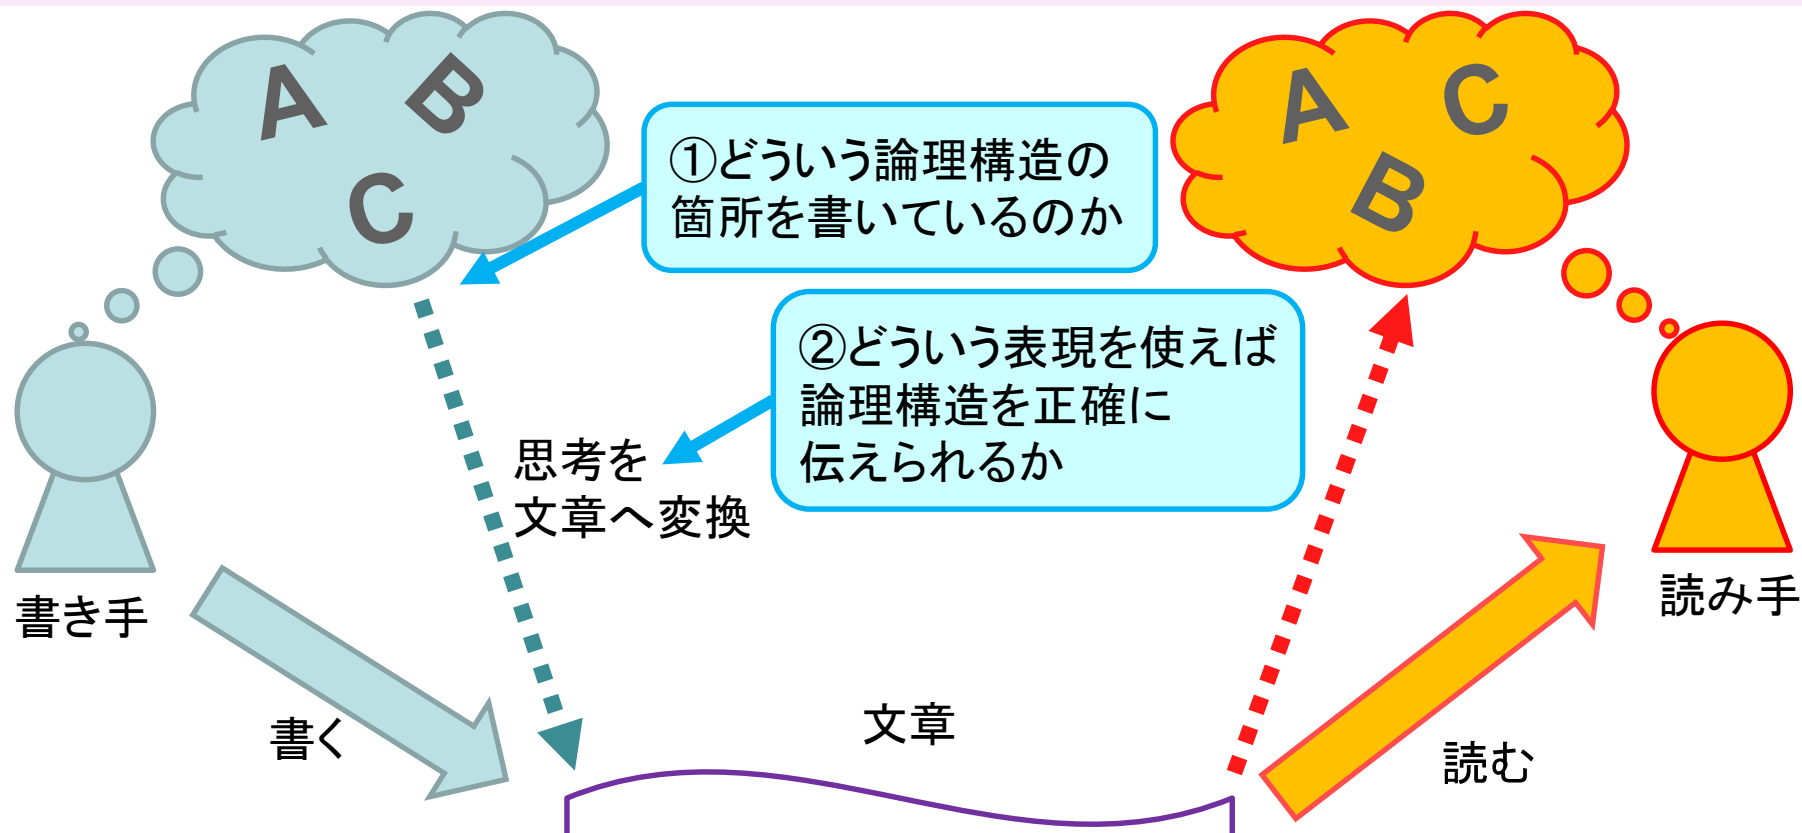 A B
C
①どういう論理構造の
箇所を書いているのか
A C
B
②どういう表現を使えば
論理構造を正確に
伝えられるか
思考を
文章へ変換
書き手
読み手
書く
文章
読む